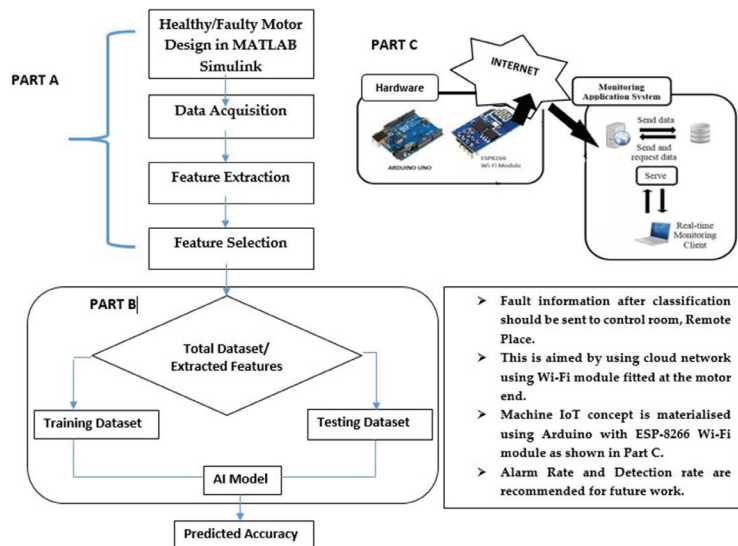 PART A
Healthy/Faulty Motor
Design in MATLAB
Simulink
Data Acquisition
Feature Extraction
Feature Selection
PART B
Total Dataset/
Extracted Features
Training Dataset
Testing Dataset
AI Model
Predicted Accuracy
PART C
INTERNET
Hardware
ARDUINO UNO
ESP8266
Wi-Fi Module
Monitoring
Application System
Send data
Send and
request data
Serve
Real-time
Monitoring
Client
➢ Fault information after classification
should be sent to control room, Remote
Place.
➢ This is aimed by using cloud network
using Wi-Fi module fitted at the motor
end.
➢ Machine IoT concept is materialised
using Arduino with ESP-8266 Wi-Fi
module as shown in Part C.
➢ Alarm Rate and Detection rate are
recommended for future work.